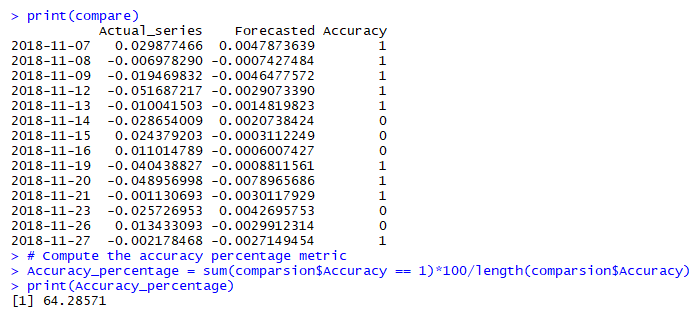 > print(compare)
Actual_series Forecasted Accuracy
2018-11-07 0.029877466 0.0047873639 1
2018-11-08 -0.006978290 -0.0007427484 1
2018-11-09 -0.019469832 -0.0046477572 1
2018-11-12 -0.051687217 -0.0029073390 1
2018-11-13 -0.010041503 -0.0014819823 1
2018-11-14 -0.028654009 0.0020738424 0
2018-11-15 0.024379203 -0.0003112249 0
2018-11-16 0.011014789 -0.0006007427 0
2018-11-19 -0.040438827 -0.0008811561 1
2018-11-20 -0.048956998 -0.0078965686 1
2018-11-21 -0.001130693 -0.0030117929 1
2018-11-23 -0.025726953 0.0042695753 0
2018-11-26 0.013433093 -0.0029912314 0
2018-11-27 -0.002178468 -0.0027149454 1
> # Compute the accuracy percentage metric
> Accuracy_percentage = sum(comparsion$Accuracy == 1)*100/length(comparsion$Accuracy)
> print(Accuracy_percentage)
[1] 64.28571